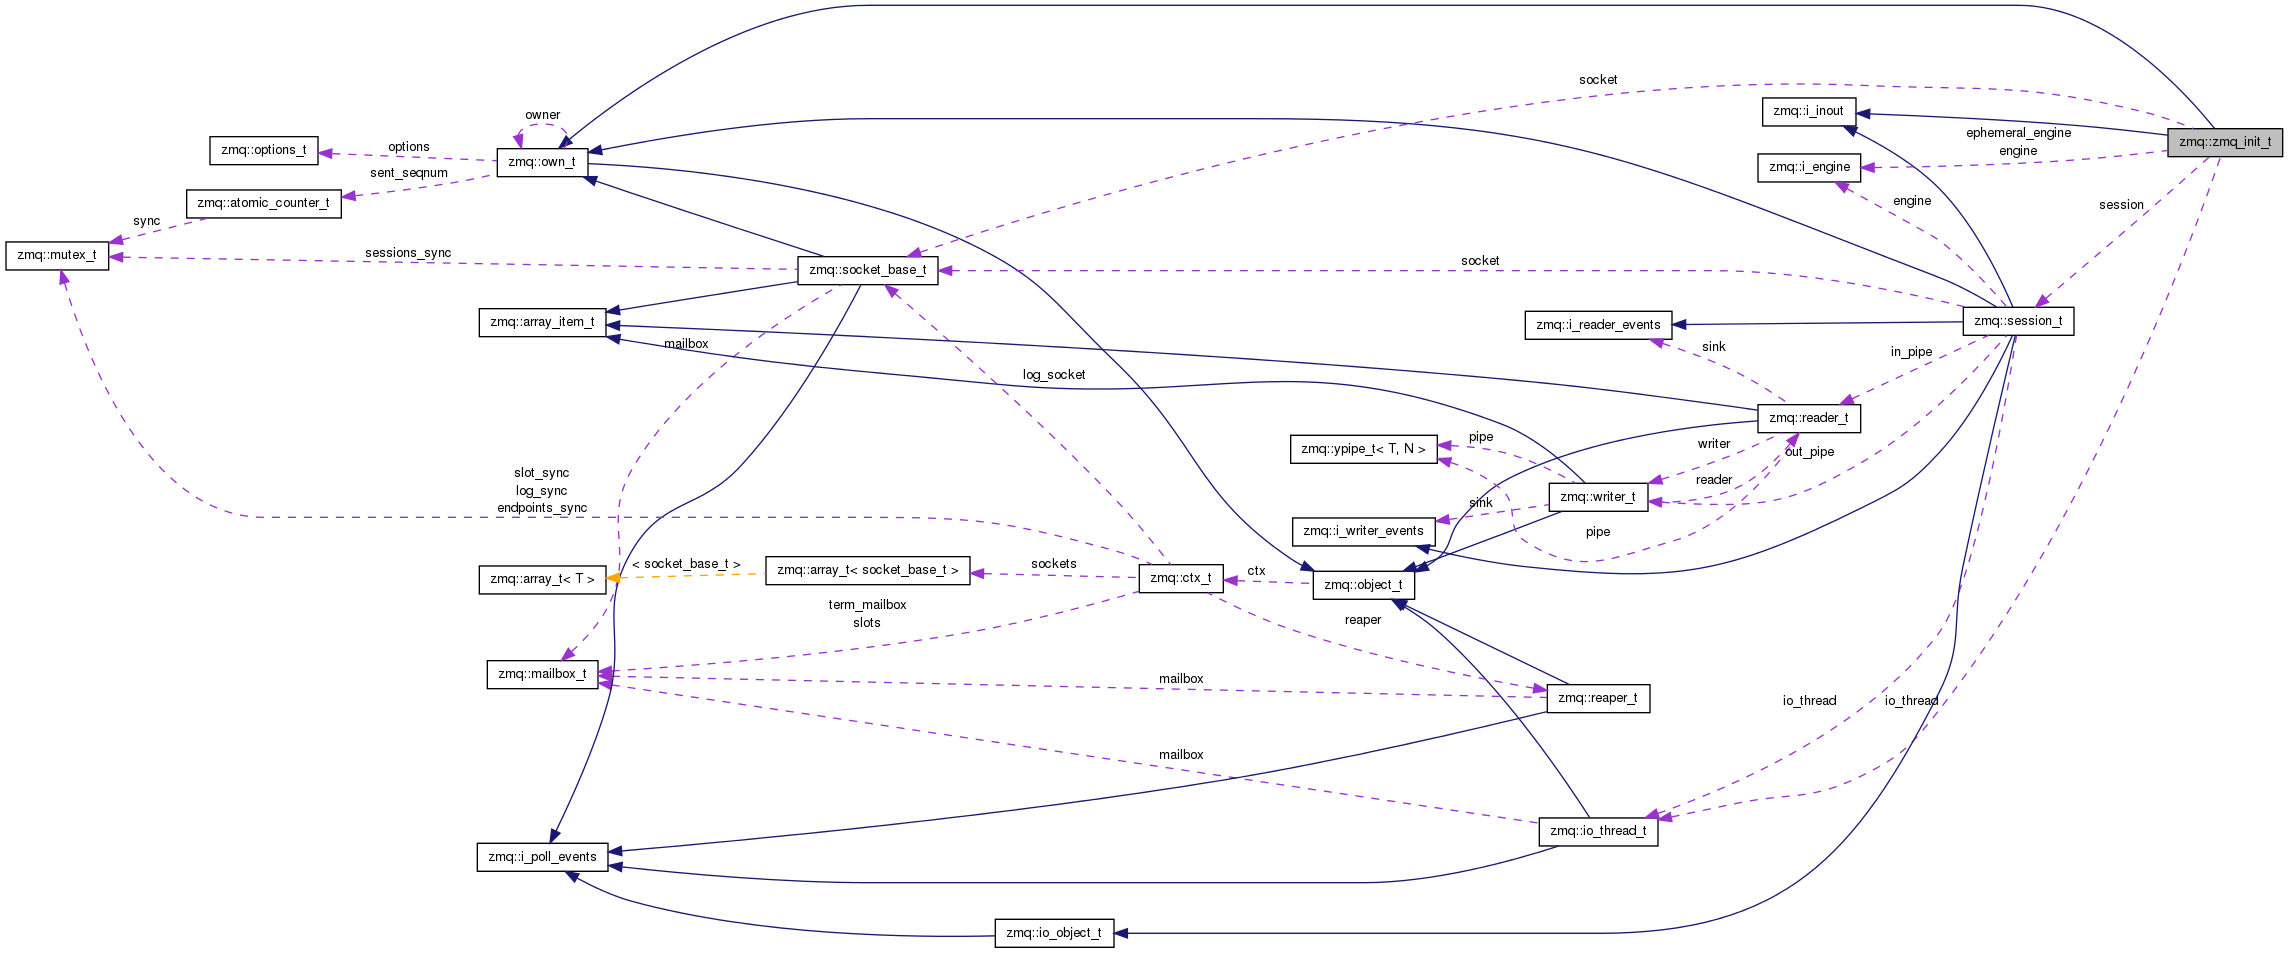 socket
zmq::i_inout
owner
ephemeral_engine
engine
zmq::zmq_init_t
zmq::options_t
options
zmq::own_t
zmq::i_engine
sent_seqnum
zmq::atomic_counter_t
engine
session
sync
zmq::mutex_t
sessions_sync
zmq::socket_base_t
socket
zmq::array_item_t
zmq::i_reader_events
zmq::session_t
mailbox
sink
in_pipe
log_socket
zmq::reader_t
zmq::ypipe_t< T, N >
pipe
writer
out_pipe
slot_sync
log_sync
endpoints_sync
reader
zmq::writer_t
sink
zmq::i_writer_events
pipe
zmq::array_t< T >
< socket_base_t >
zmq::array_t< socket_base_t >
sockets
zmq::ctx_t
ctx
zmq::object_t
term_mailbox
slots
reaper
zmq::mailbox_t
mailbox
zmq::reaper_t
io_thread
io_thread
mailbox
zmq::io_thread_t
zmq::i_poll_events
zmq::io_object_t